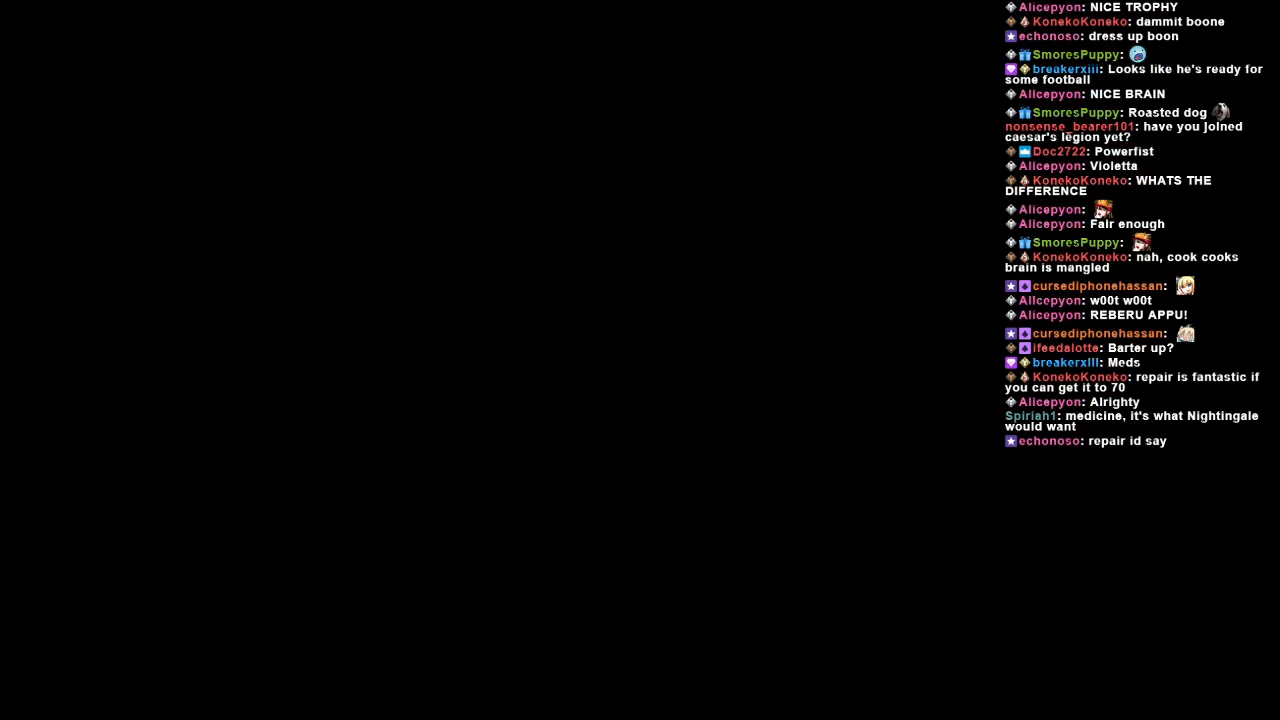 Alicepyon: NICE TROPHY
KonekoKoneko: dammit boone
echonoso: dress up boon
SmoresPuppy:
breakerxiii: Looks like he's ready for
some football
Alicepyon: NICE BRAIN
SmoresPuppy: Roasted dog
nonsense_bearer101: have you joined
caesar's legion yet?
Doc2722: Powerfist
Alicepyon: Violetta
KonekoKoneko: WHATS THE
DIFFERENCE
Alicepyon:
Alicepyon: Fair enough
SmoresPuppy:
KonekoKoneko: nah, cook cooks
brain is mangled
cursediphonehassan:
Alicepyon: w00t w00t
Alicepyon: REBERU APPU!
cursediphonehassan:
ifeedalotte: Barter up?
breakerxiii: Meds
KonekoKoneko: repair is fantastic if
you can get it to 70
Alicepyon: Alrighty
Spiriah1: medicine, it's what Nightingale
would want
echonoso: repair id say